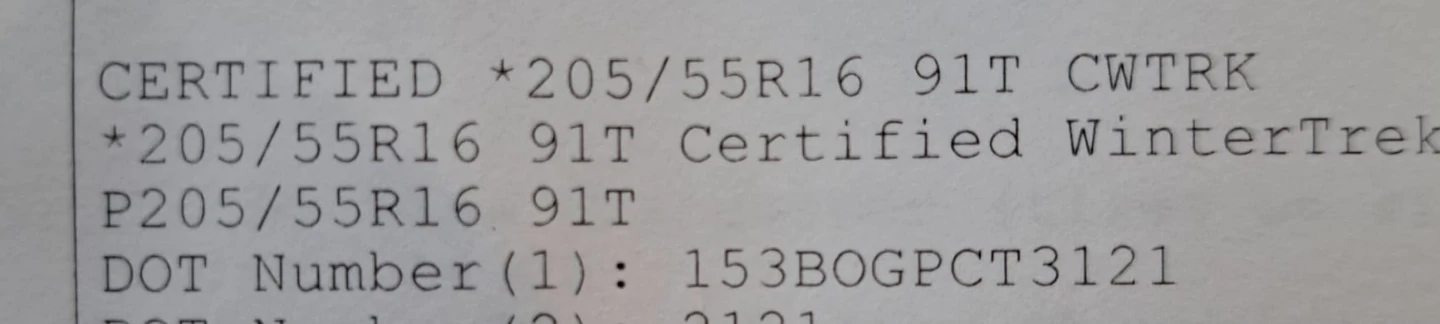 CERTIFIED *205/55R16 91T CWTRK
*205/55R16 91T Certified WinterTrek
P205/55R16 91T
DOT Number(1): 153BOGPCT3121